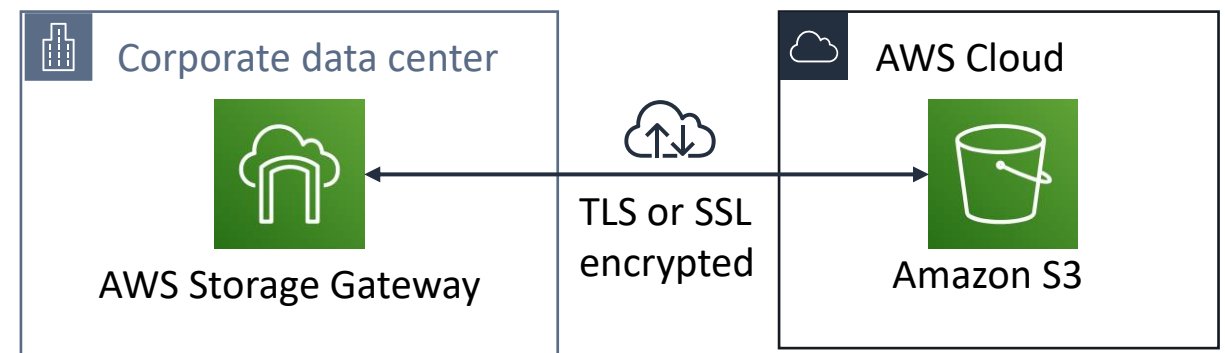 Corporate data center
AWS Cloud
TLS or SSL
encrypted
AWS Storage Gateway
Amazon S3